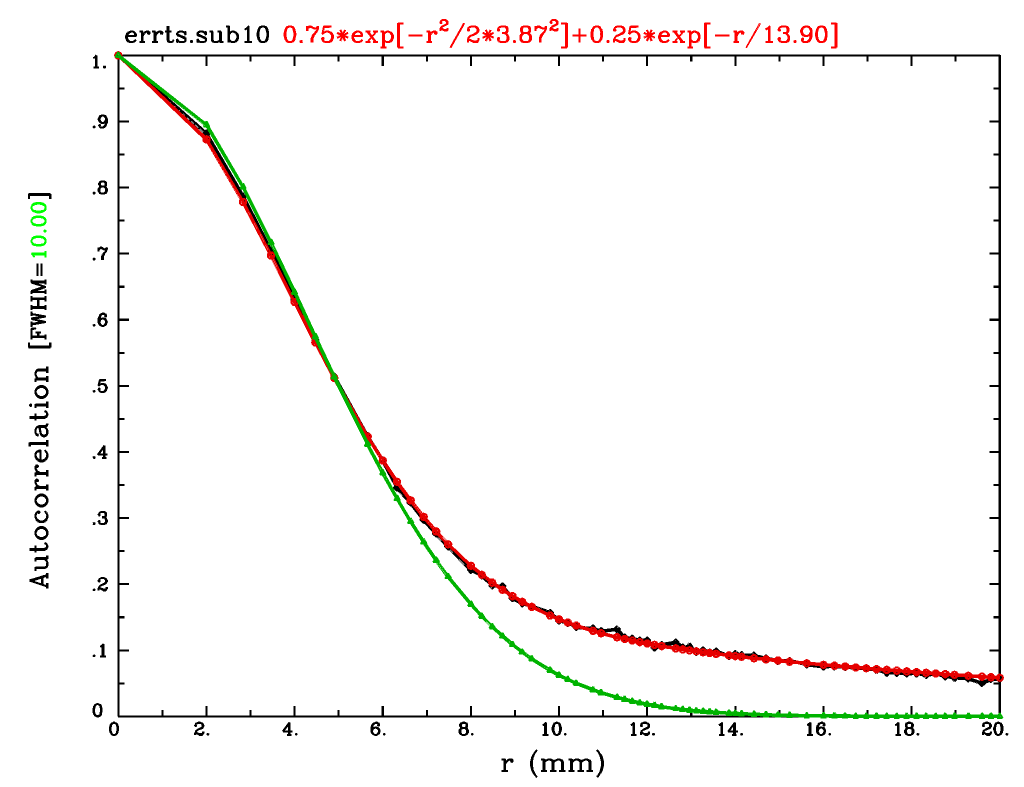 errts.sub10 0.75*exp[-r²/2*3.87²]+0.25*exp[-r/13.90]
1.
.9
.8
.7
.6
.5
.4
.3
.2
.1
0
Autocorrelation [FWHM=10.00]
0 2. 4. 6. 8. 10. 12. 14. 16. 18. 20.
r (mm)